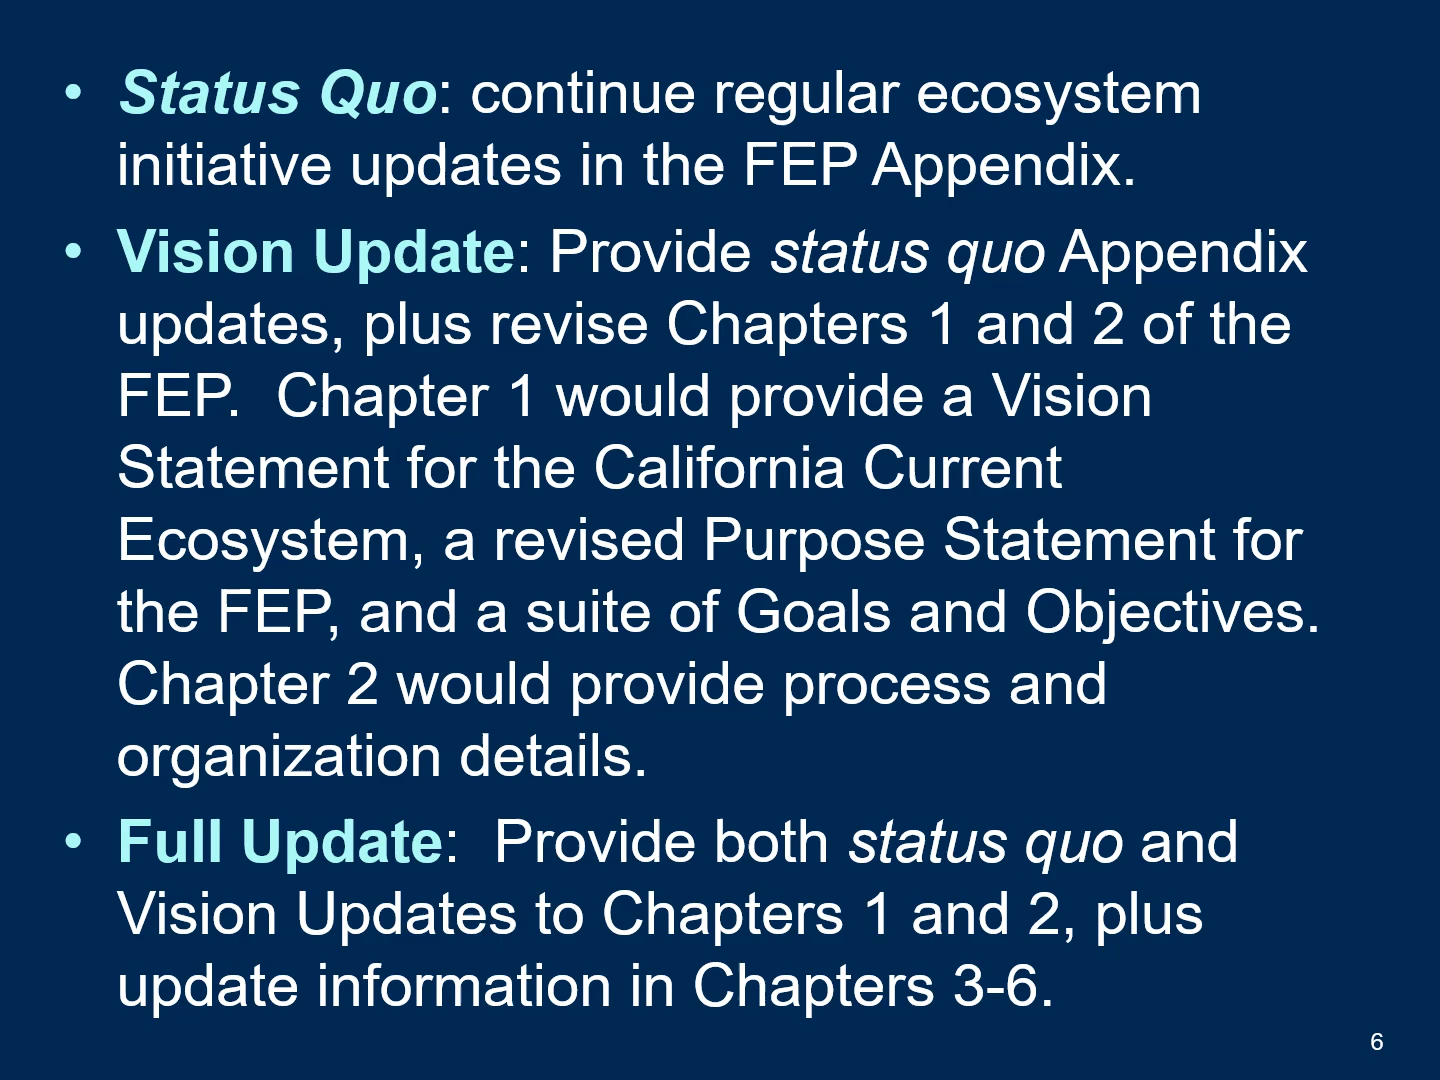 • Status Quo: continue regular ecosystem
initiative updates in the FEP Appendix.
• Vision Update: Provide status quo Appendix
updates, plus revise Chapters 1 and 2 of the
FEP.  Chapter 1 would provide a Vision
Statement for the California Current
Ecosystem, a revised Purpose Statement for
the FEP, and a suite of Goals and Objectives.
Chapter 2 would provide process and
organization details.
• Full Update:  Provide both status quo and
Vision Updates to Chapters 1 and 2, plus
update information in Chapters 3-6.
6